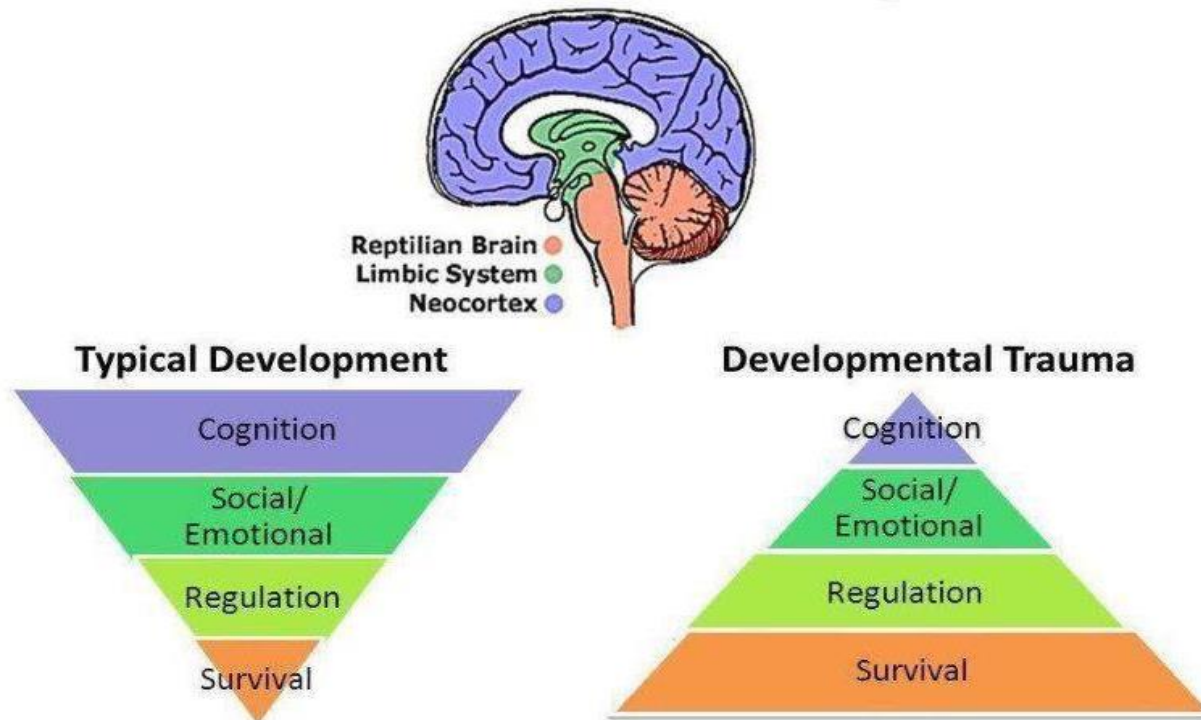 Reptilian Brain
Limbic System
Neocortex
Typical Development
Cognition
Social/
Emotional
Regulation
Survival
Developmental Trauma
Cognition
Social/
Emotional
Regulation
Survival